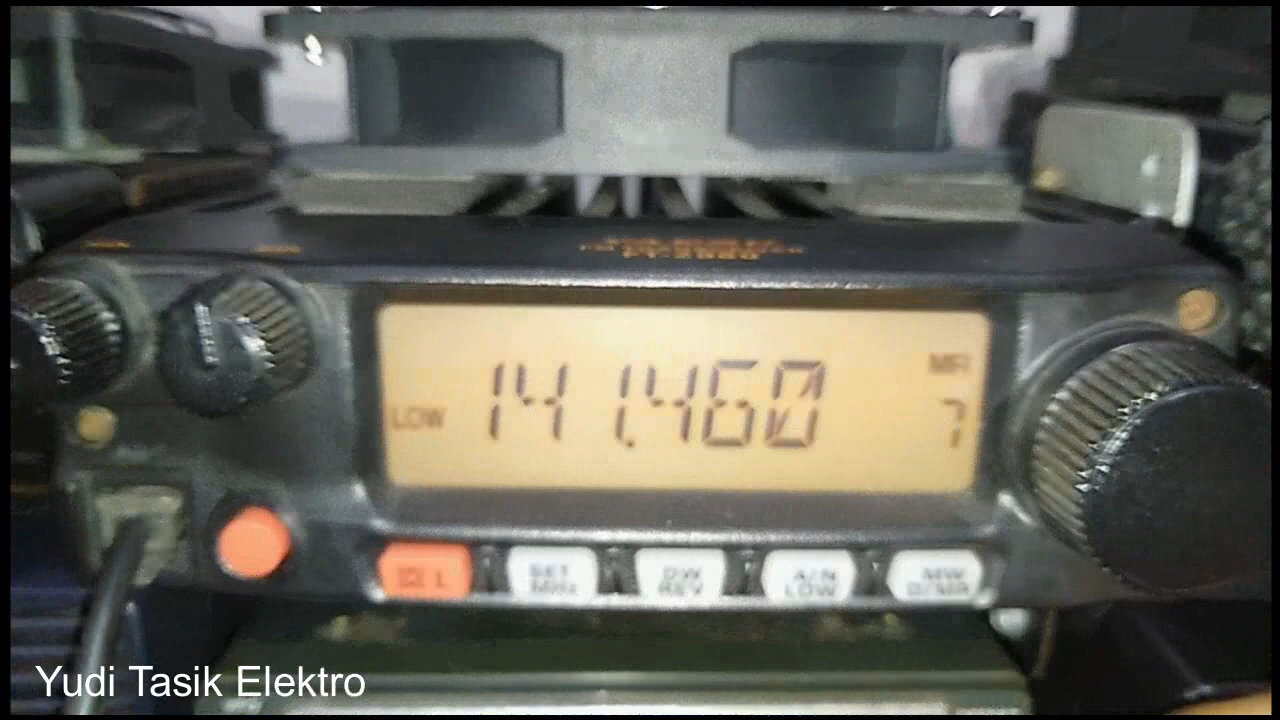 141.460
MR
LOW
7
SET
MHz
D/W
REV
A/N
LOW
MW
D/MR
Yudi Tasik Elektro